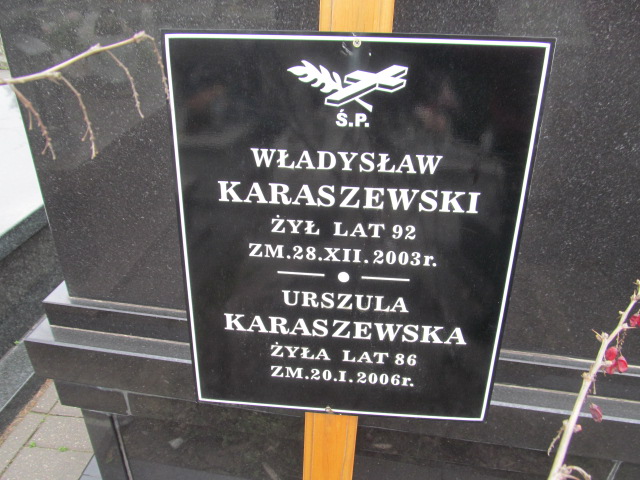 Ś.P.
WŁADYSŁAW
KARASZEWSKI
ŻYŁ LAT 92
ZM.28.XII.2003r.
URSZULA
KARASZEWSKA
ŻYŁA LAT 86
ZM.20.I.2006r.